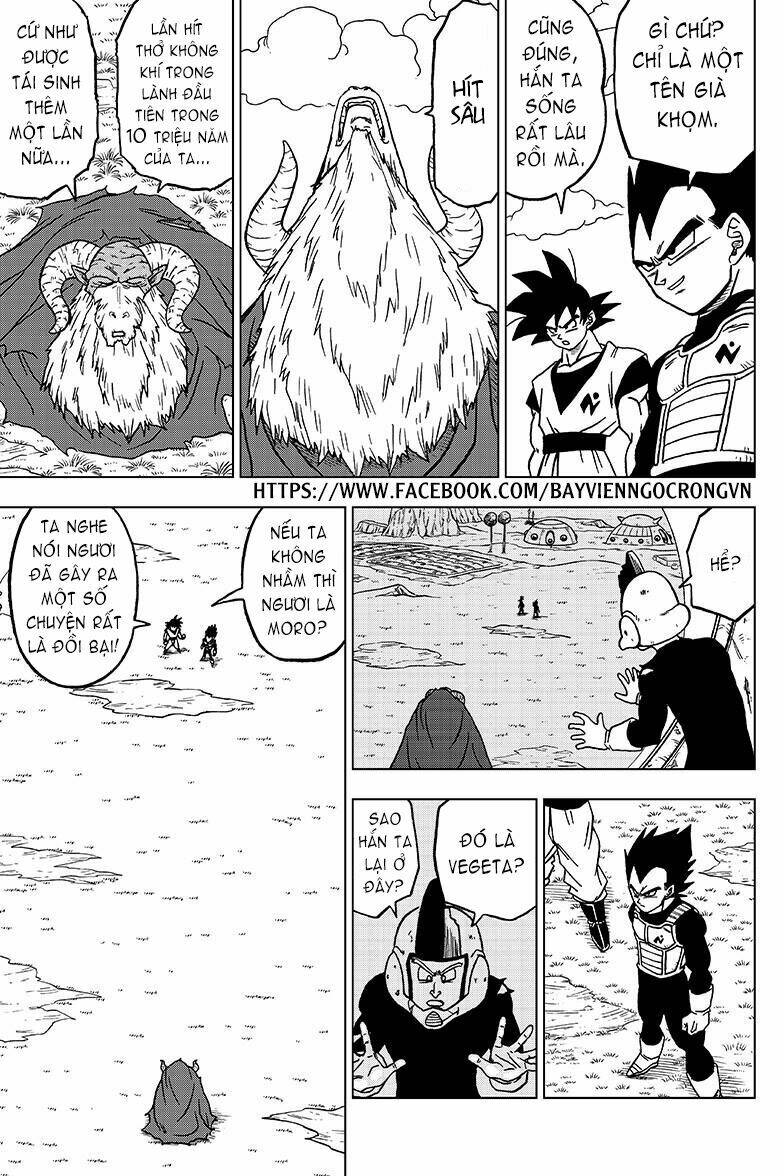 GÌ CHỨ?
CHỈ LÀ MỘT
TÊN GIÀ
KHỌM.
CŨNG
ĐÚNG,
HẮN TA
SỐNG
RẤT LÂU
RỒI MÀ.
HÍT
SÂU
LẦN HÍT
THỞ KHÔNG
KHÍ TRONG
LÀNH ĐẦU
TIÊN TRONG
10 TRIỆU NĂM
CỦA TA...
CỨ NHƯ
ĐƯỢC
TÁI SINH
THÊM
MỘT LẦN
NỮA...
HTTPS://WWW.FACEBOOK.COM/BAYVIENNGOCRONGVN
HỂ?
NẾU TA
KHÔNG
NHẦM THÌ
NGƯƠI LÀ
MORO?
TA NGHE
NÓI NGƯƠI
ĐÃ GÂY RA
MỘT SỐ
CHUYỆN RẤT
LÀ ĐỒI BẠI!
ĐÓ LÀ
VEGETA?
SAO
HẮN TA
LẠI Ở
ĐÂY?